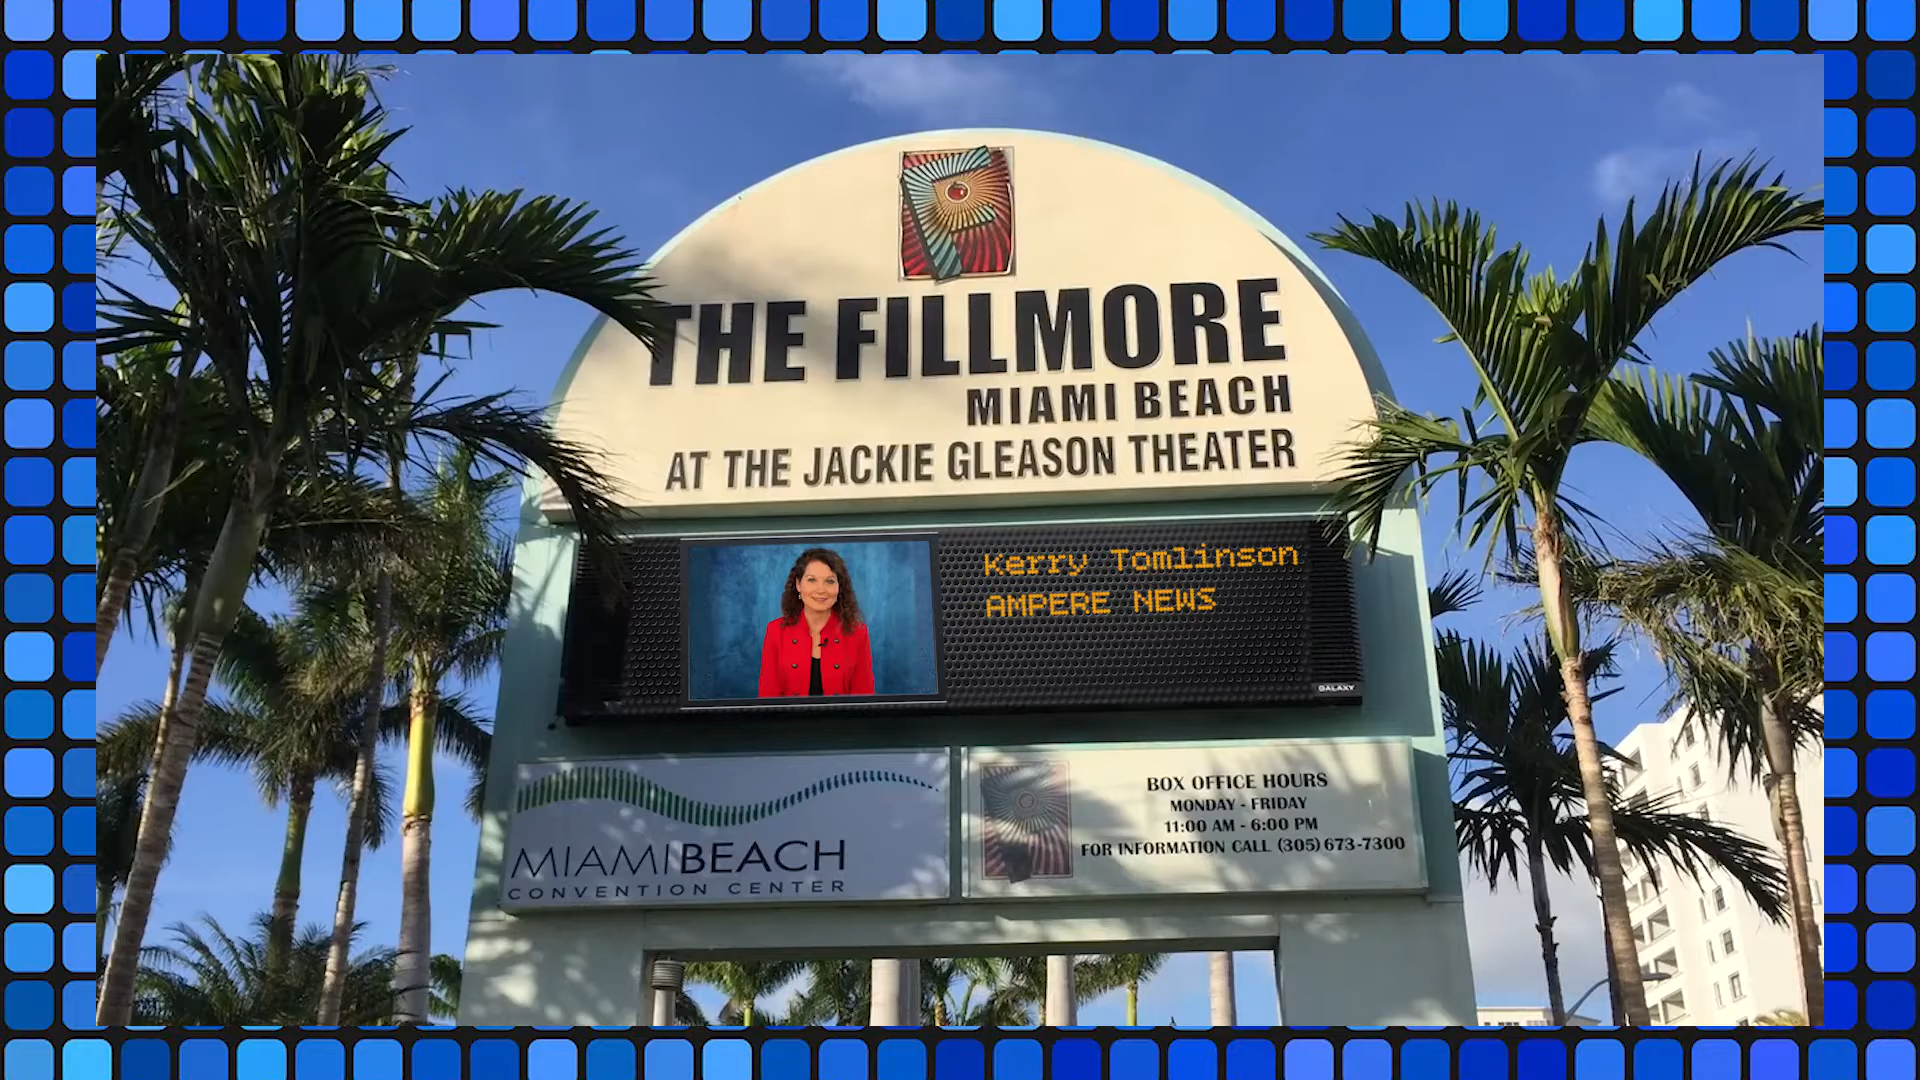 THE FILLMORE
MIAMI BEACH
AT THE JACKIE GLEASON THEATER
Kerry Tomlinson
AMPERE NEWS
GALAXY
MIAMIBEACH
CONVENTION CENTER
BOX OFFICE HOURS
MONDAY - FRIDAY
11:00 AM - 6:00 PM
FOR INFORMATION CALL (305) 673-7300